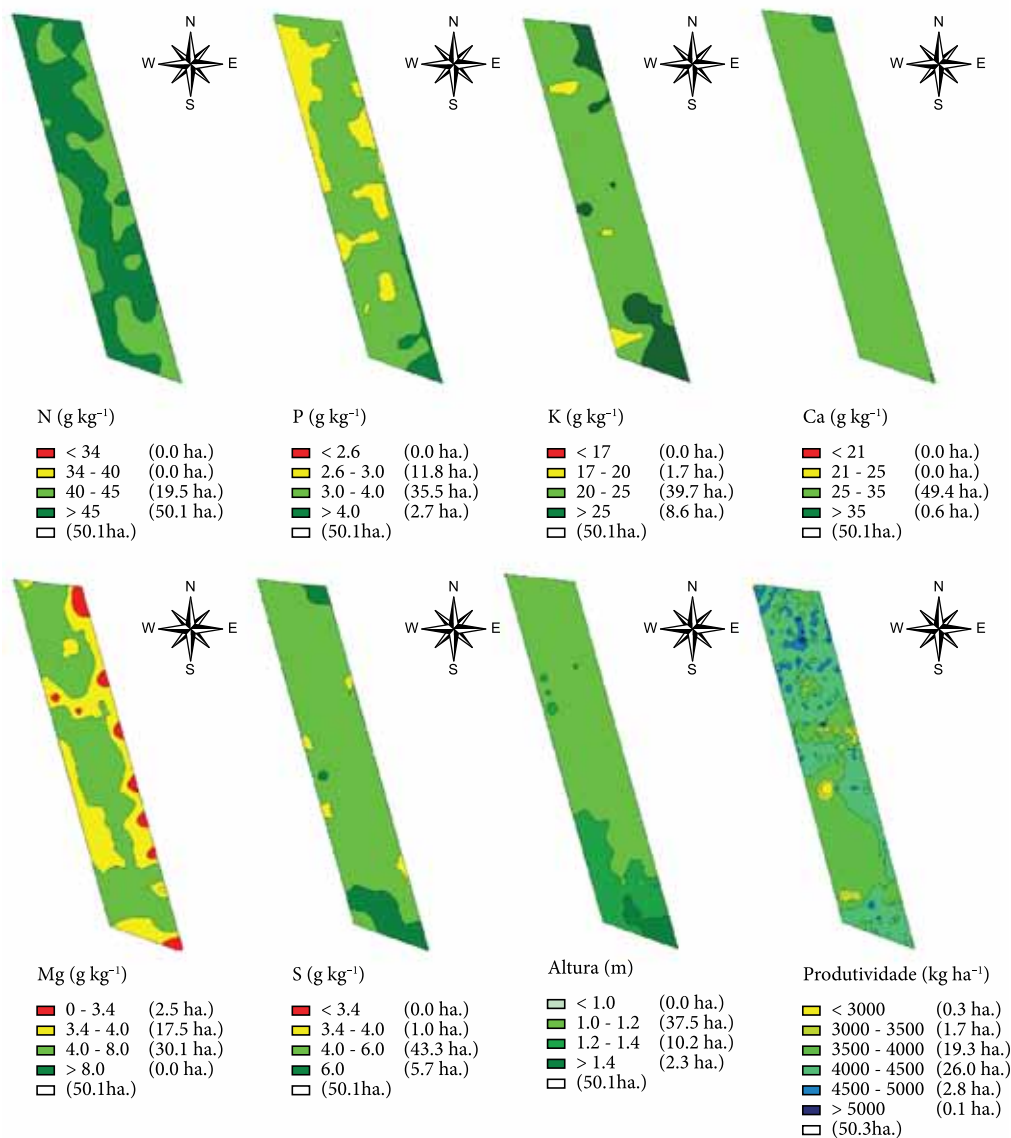 N
W E
S
N
W E
S
N
W E
S
N
W E
S
N (g kg⁻¹)
< 34 (0.0 ha.)
34 - 40 (0.0 ha.)
40 - 45 (19.5 ha.)
> 45 (50.1 ha.)
(50.1ha.)
P (g kg⁻¹)
< 2.6 (0.0 ha.)
2.6 - 3.0 (11.8 ha.)
3.0 - 4.0 (35.5 ha.)
> 4.0 (2.7 ha.)
(50.1ha.)
K (g kg⁻¹)
< 17 (0.0 ha.)
17 - 20 (1.7 ha.)
20 - 25 (39.7 ha.)
> 25 (8.6 ha.)
(50.1ha.)
Ca (g kg⁻¹)
< 21 (0.0 ha.)
21 - 25 (0.0 ha.)
25 - 35 (49.4 ha.)
> 35 (0.6 ha.)
(50.1ha.)
N
W E
S
N
W E
S
N
W E
S
N
W E
S
Mg (g kg⁻¹)
0 - 3.4 (2.5 ha.)
3.4 - 4.0 (17.5 ha.)
4.0 - 8.0 (30.1 ha.)
> 8.0 (0.0 ha.)
(50.1ha.)
S (g kg⁻¹)
< 3.4 (0.0 ha.)
3.4 - 4.0 (1.0 ha.)
4.0 - 6.0 (43.3 ha.)
6.0 (5.7 ha.)
(50.1ha.)
Altura (m)
< 1.0 (0.0 ha.)
1.0 - 1.2 (37.5 ha.)
1.2 - 1.4 (10.2 ha.)
> 1.4 (2.3 ha.)
(50.1ha.)
Produtividade (kg ha⁻¹)
< 3000 (0.3 ha.)
3000 - 3500 (1.7 ha.)
3500 - 4000 (19.3 ha.)
4000 - 4500 (26.0 ha.)
4500 - 5000 (2.8 ha.)
> 5000 (0.1 ha.)
(50.3ha.)